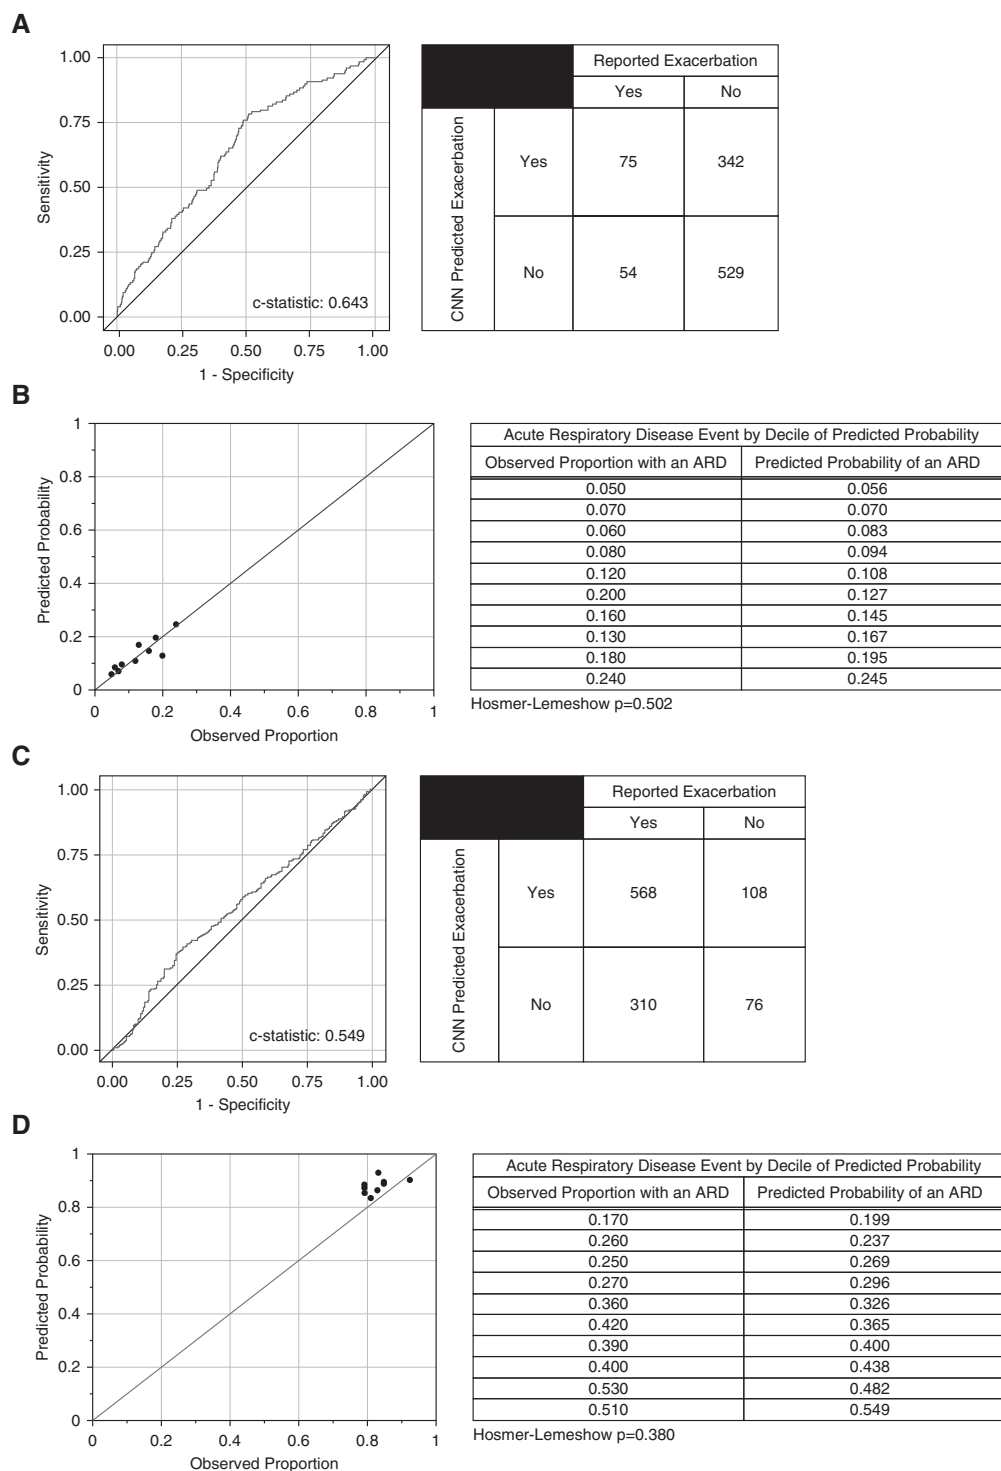 A
1.00
0.75
0.50
0.25
0.00
Sensitivity
c-statistic: 0.643
0.00 0.25 0.50 0.75 1.00
1 - Specificity
Reported Exacerbation
Yes No
CNN Predicted Exacerbation
Yes 75 342
No 54 529
B
1
0.8
0.6
0.4
0.2
0
Predicted Probability
0 0.2 0.4 0.6 0.8 1
Observed Proportion
Acute Respiratory Disease Event by Decile of Predicted Probability
Observed Proportion with an ARD Predicted Probability of an ARD
0.050 0.056
0.070 0.070
0.060 0.083
0.080 0.094
0.120 0.108
0.200 0.127
0.160 0.145
0.130 0.167
0.180 0.195
0.240 0.245
Hosmer-Lemeshow p=0.502
C
1.00
0.75
0.50
0.25
0.00
Sensitivity
c-statistic: 0.549
0.00 0.25 0.50 0.75 1.00
1 - Specificity
Reported Exacerbation
Yes No
CNN Predicted Exacerbation
Yes 568 108
No 310 76
D
1
0.8
0.6
0.4
0.2
0
Predicted Probability
0 0.2 0.4 0.6 0.8 1
Observed Proportion
Acute Respiratory Disease Event by Decile of Predicted Probability
Observed Proportion with an ARD Predicted Probability of an ARD
0.170 0.199
0.260 0.237
0.250 0.269
0.270 0.296
0.360 0.326
0.420 0.365
0.390 0.400
0.400 0.438
0.530 0.482
0.510 0.549
Hosmer-Lemeshow p=0.380